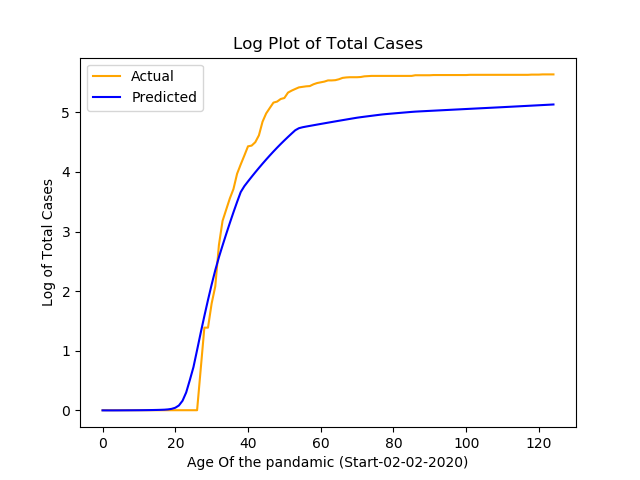 Log Plot of Total Cases
Actual
Predicted
Log of Total Cases
5
4
3
2
1
0
0 20 40 60 80 100 120
Age Of the pandamic (Start-02-02-2020)